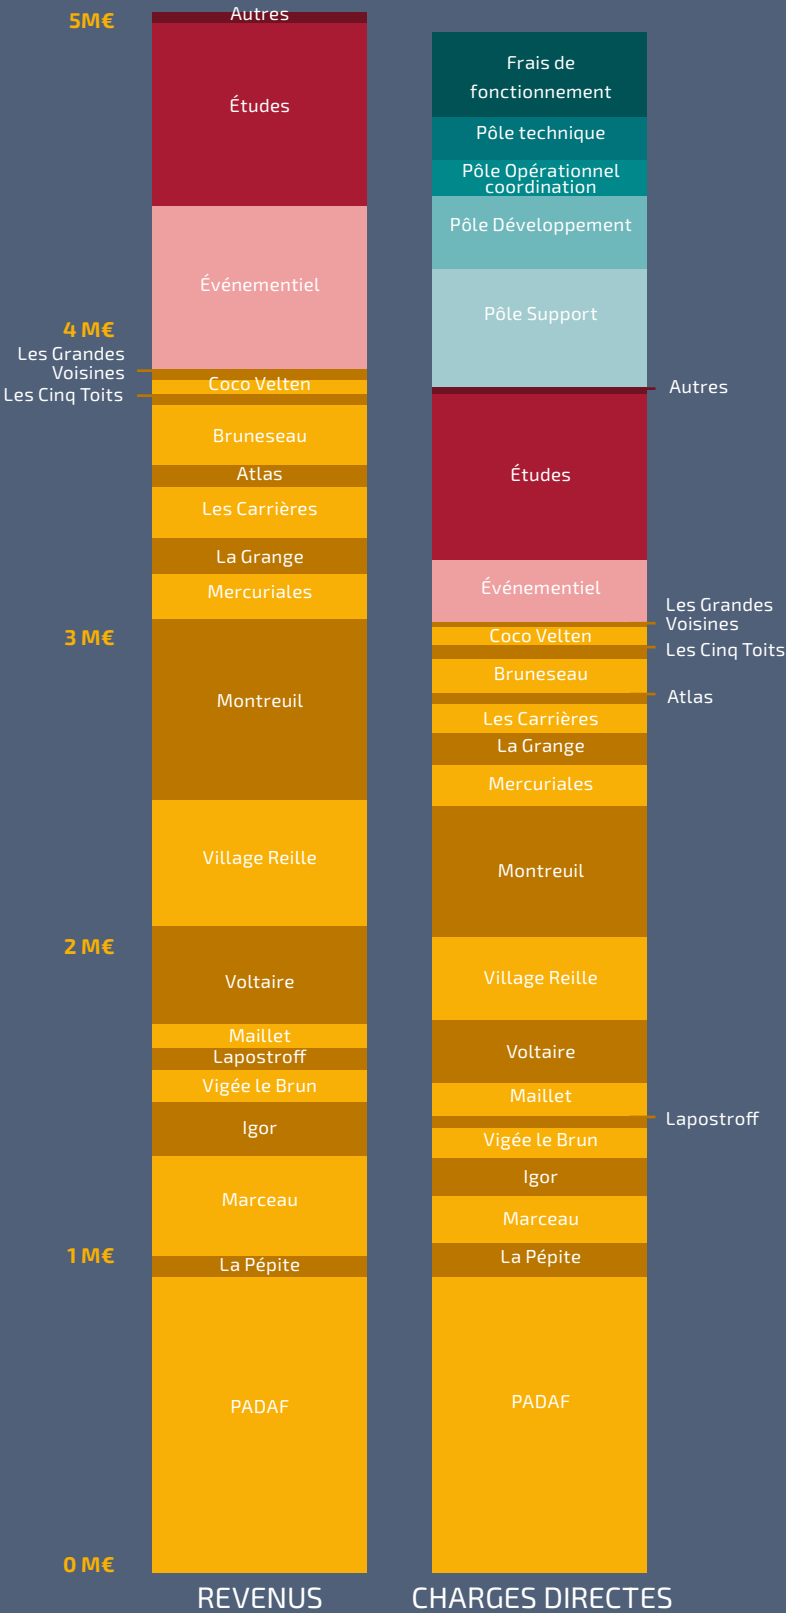 5M€
Autres
Études
Événementiel
4 M€
Les Grandes
Voisines
Coco Velten
Les Cinq Toits
Bruneseau
Atlas
Les Carrières
La Grange
Mercuriales
3 M€
Montreuil
Village Reille
2 M€
Voltaire
Maillet
Lapostroff
Vigée le Brun
Igor
Marceau
1 M€
La Pépite
PADAF
0 M€
REVENUS
Frais de
fonctionnement
Pôle technique
Pôle Opérationnel
coordination
Pôle Développement
Pôle Support
Autres
Études
Événementiel
Les Grandes
Voisines
Coco Velten
Les Cinq Toits
Bruneseau
Atlas
Les Carrières
La Grange
Mercuriales
Montreuil
Village Reille
Voltaire
Maillet
Lapostroff
Vigée le Brun
Igor
Marceau
La Pépite
PADAF
CHARGES DIRECTES